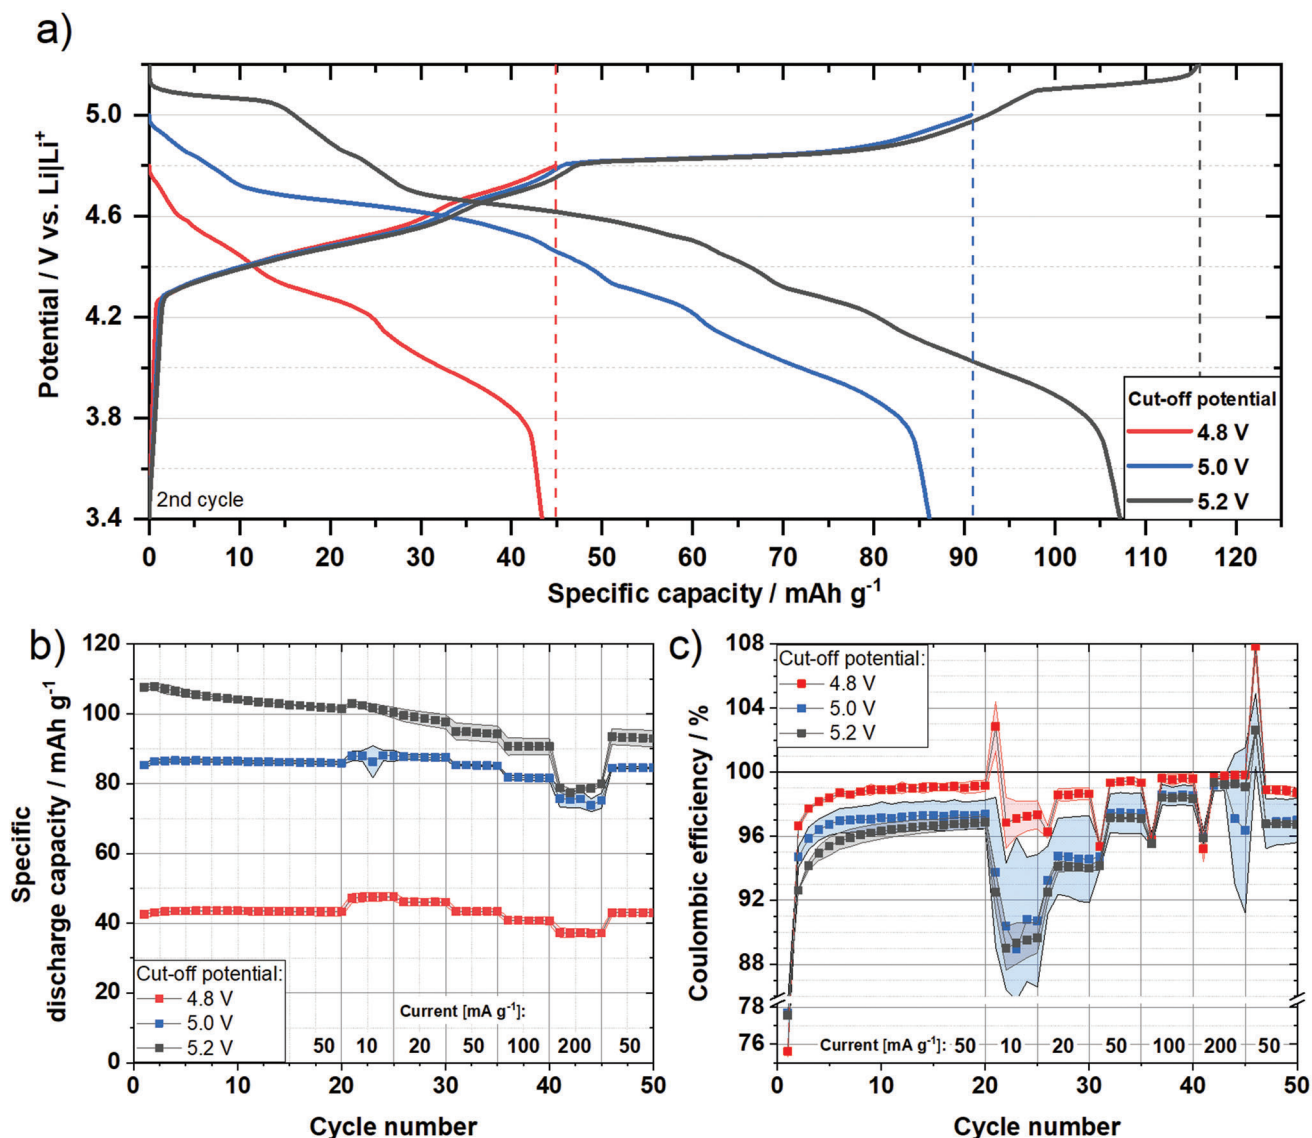 a)
Potential / V vs. Li|Li⁺
5.0
4.6
4.2
3.8
3.4
2nd cycle
Cut-off potential
4.8 V
5.0 V
5.2 V
0 10 20 30 40 50 60 70 80 90 100 110 120
Specific capacity / mAh g⁻¹
b)
Specific
discharge capacity / mAh g⁻¹
120
100
80
60
40
20
0
Cut-off potential:
4.8 V
5.0 V
5.2 V
Current [mA g⁻¹]:
50 10 20 50 100 200 50
0 10 20 30 40 50
Cycle number
c)
Coulombic efficiency / %
108
104
100
96
92
88
78
76
Cut-off potential:
4.8 V
5.0 V
5.2 V
Current [mA g⁻¹]: 50 10 20 50 100 200 50
0 10 20 30 40 50
Cycle number